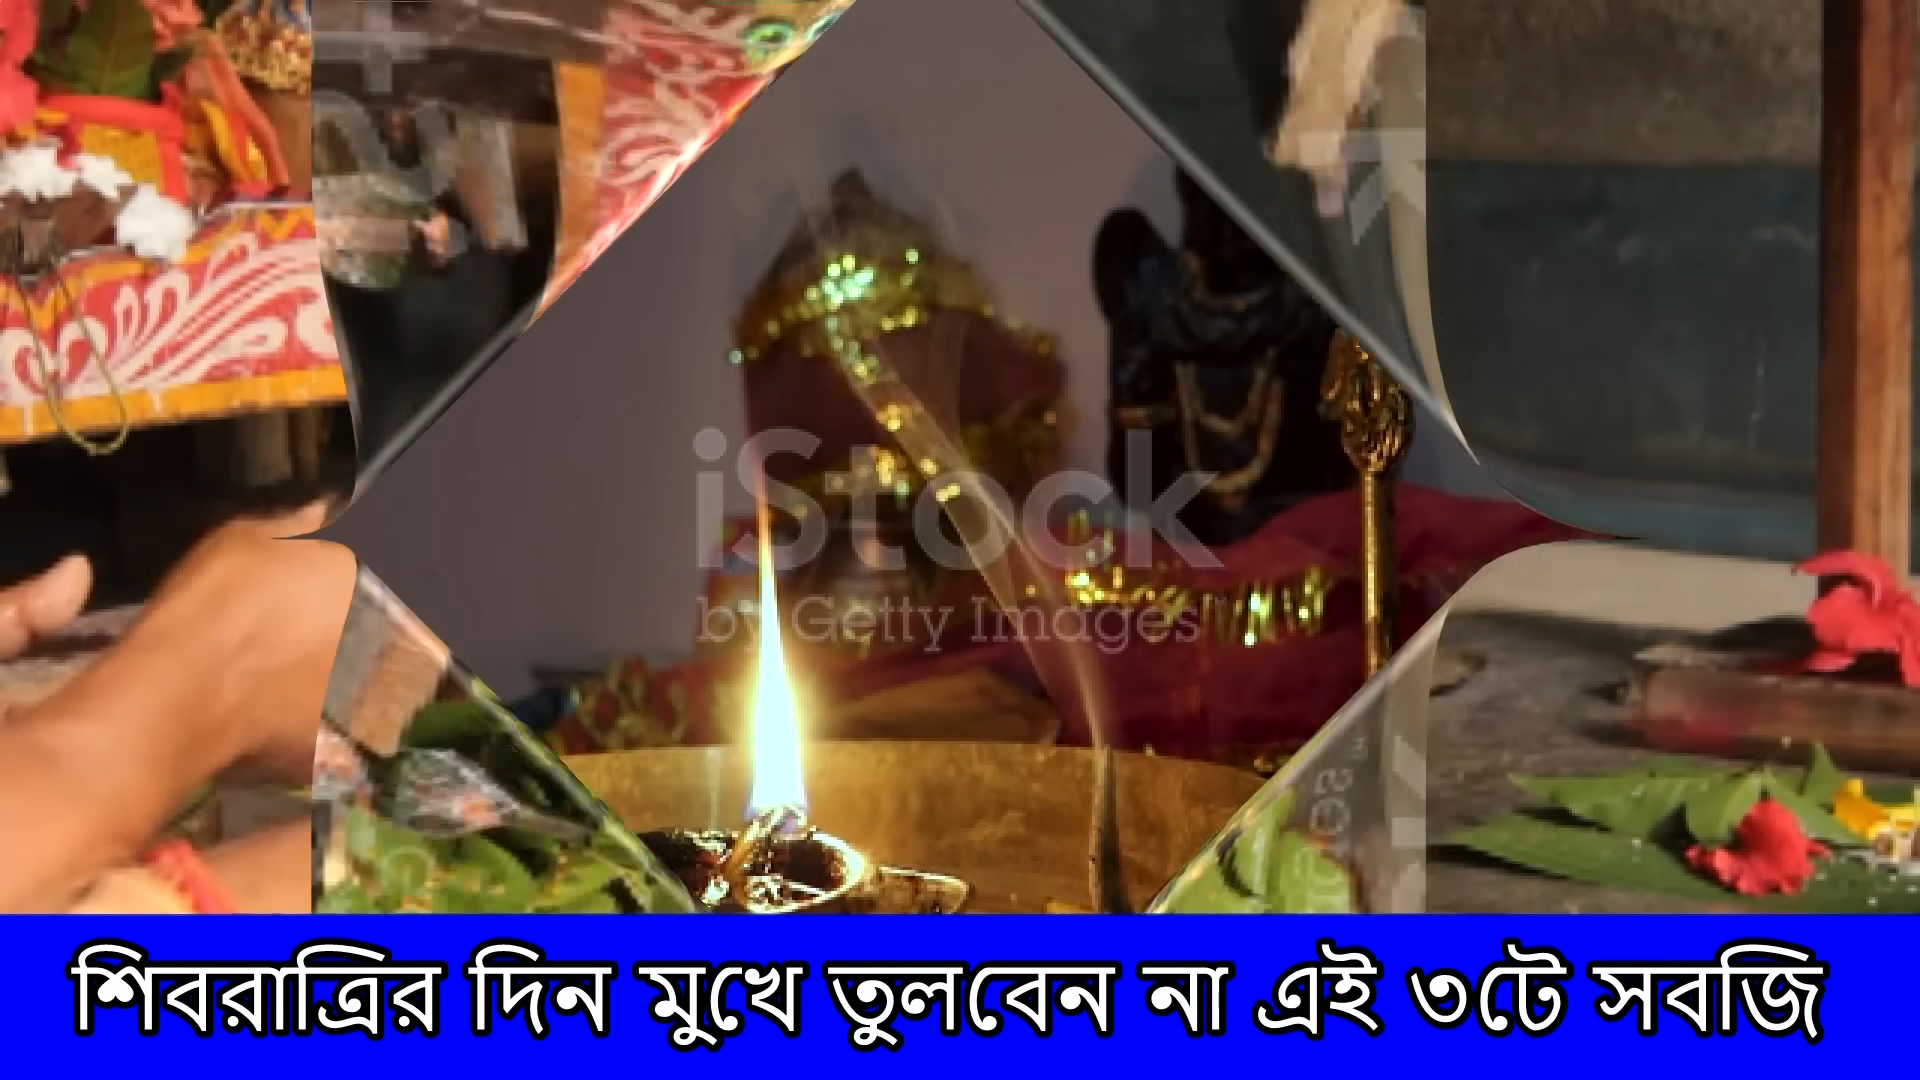 iStock
by Getty Images
শিবরাত্রির দিন মুখে তুলবেন না এই ৩টে সবজি